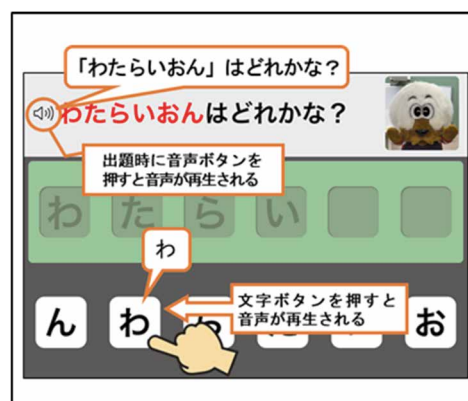 「わたらいおん」はどれかな？
わたらいおんはどれかな？
出題時に音声ボタンを
押すと音声が再生される
わ た ら い
わ
文字ボタンを押すと
音声が再生される
ん わ お